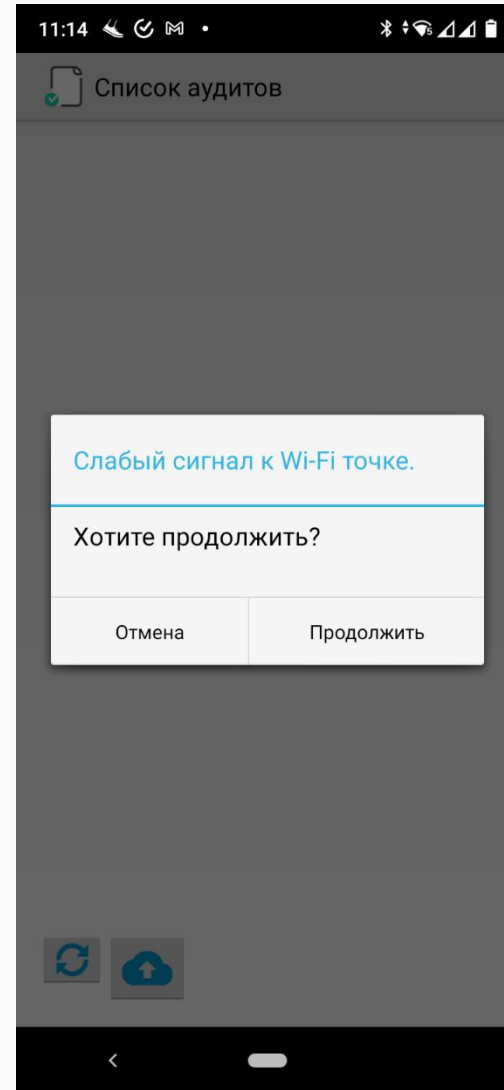 11:14
Список аудитов
Слабый сигнал к Wi-Fi точке.
Хотите продолжить?
Отмена
Продолжить